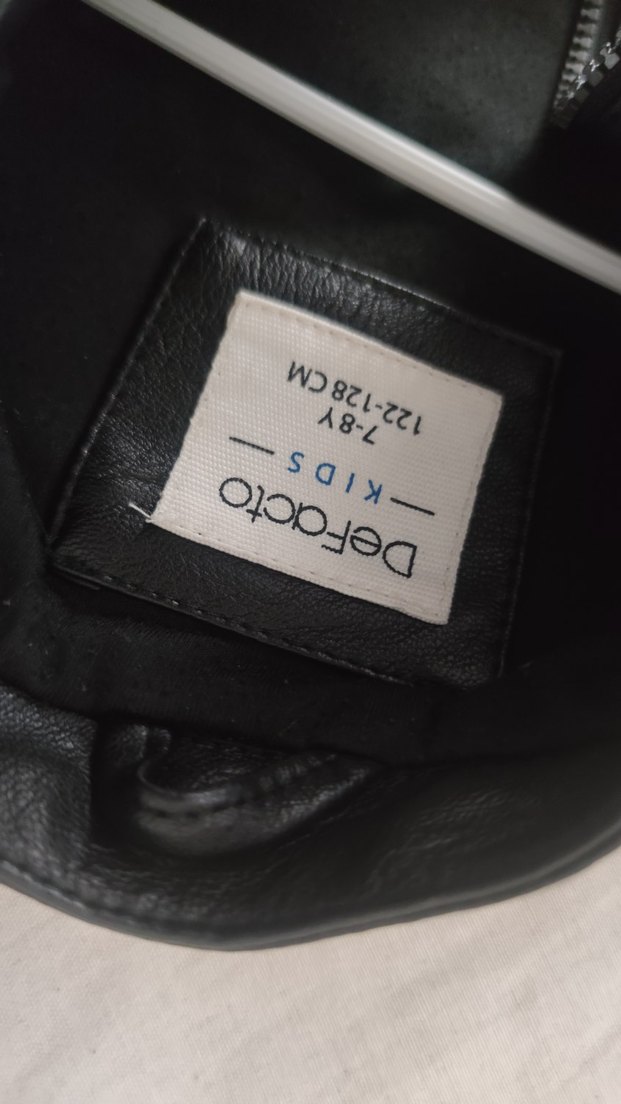 DeFacto
— KIDS —
7-8Y
122-128 CM